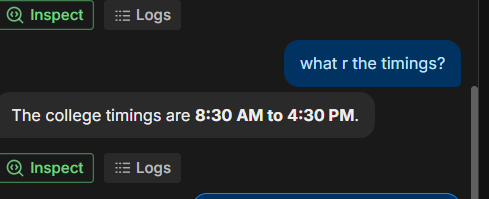 Inspect Logs
what r the timings?
The college timings are 8:30 AM to 4:30 PM.
Inspect Logs